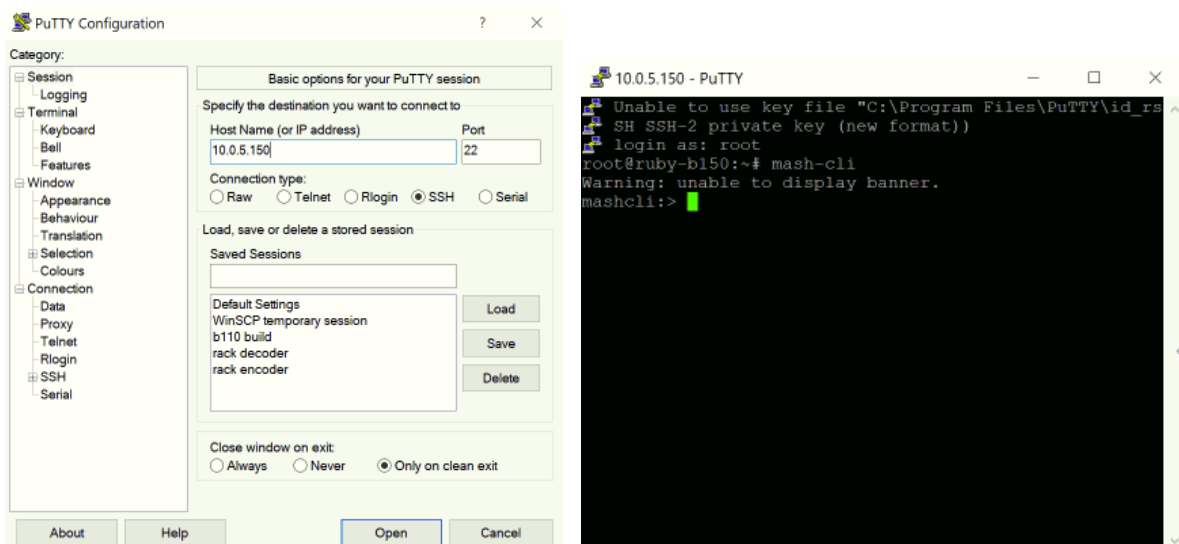 PuTTY Configuration
?
Category:
Session
Logging
Terminal
Keyboard
Bell
Features
Window
Appearance
Behaviour
Translation
Selection
Colours
Connection
Data
Proxy
Telnet
Rlogin
SSH
Serial
Basic options for your PuTTY session
Specify the destination you want to connect to
Host Name (or IP address) Port
10.0.5.150 22
Connection type:
Raw Telnet Rlogin SSH Serial
Load, save or delete a stored session
Saved Sessions
Default Settings
WinSCP temporary session
b110 build
rack decoder
rack encoder
Load
Save
Delete
Close window on exit:
Always Never Only on clean exit
About Help Open Cancel
10.0.5.150 - PuTTY
Unable to use key file "C:\Program Files\PuTTY\id_rs
SH SSH-2 private key (new format))
login as: root
root@ruby-b150:~# mash-cli
Warning: unable to display banner.
mashcli:>